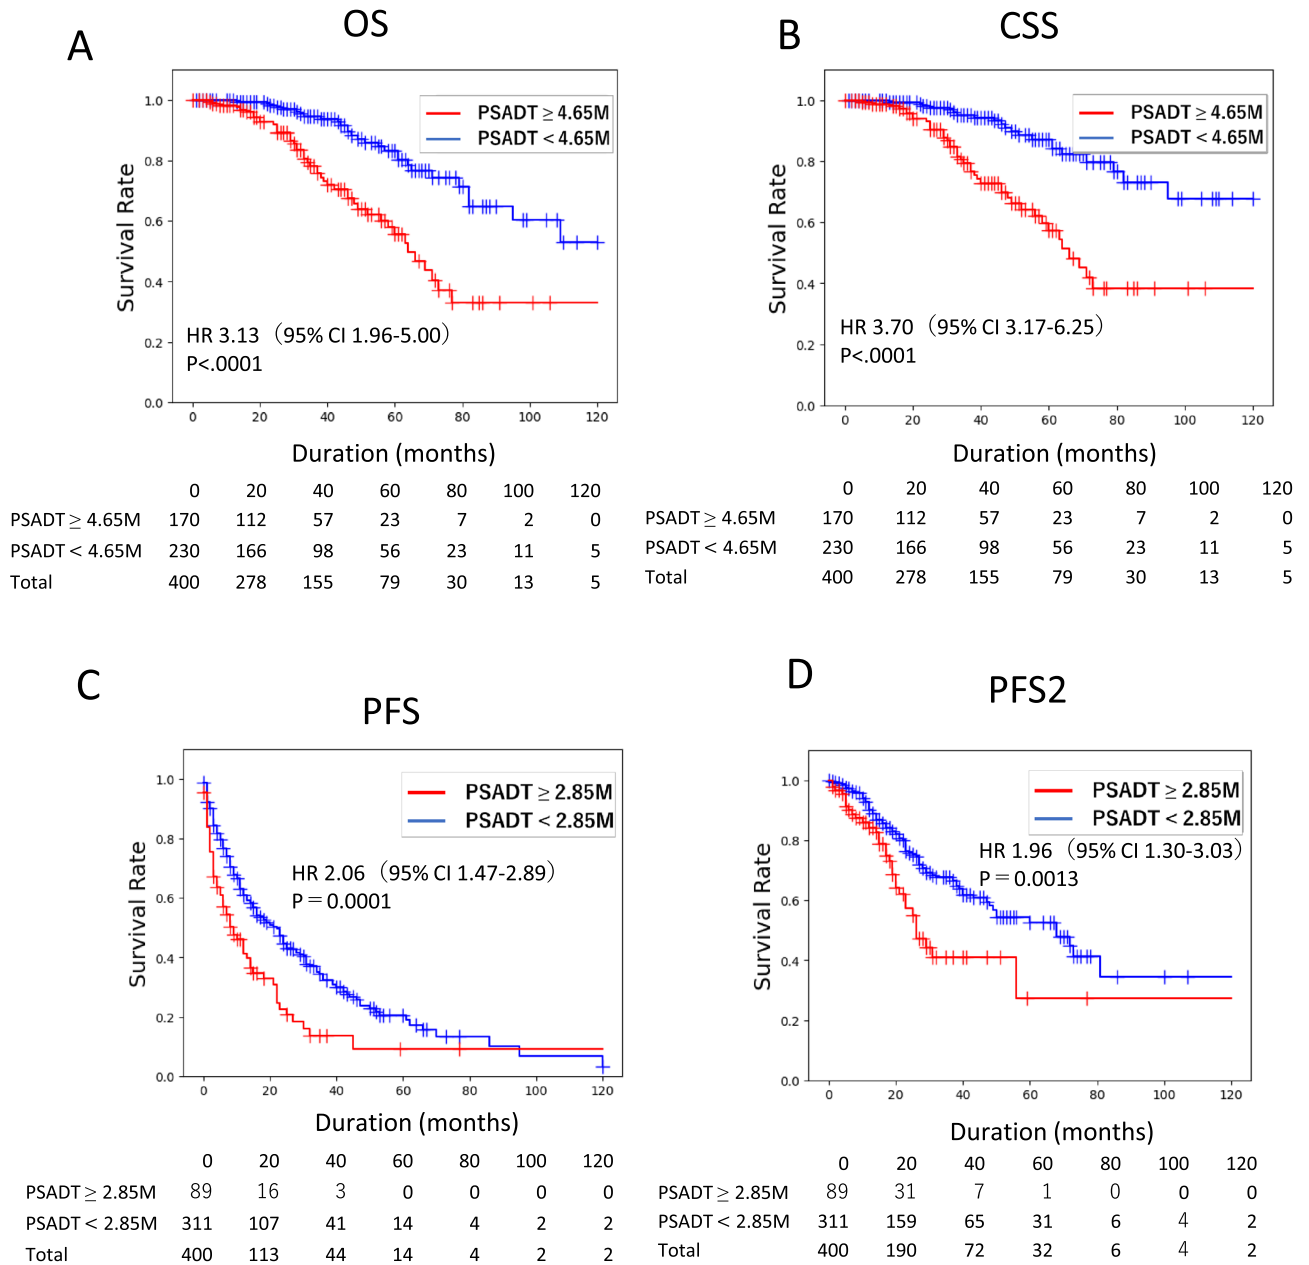 A
OS
1.0
0.8
0.6
0.4
0.2
0.0
Survival Rate
PSADT ≥ 4.65M
PSADT < 4.65M
HR 3.13（95% CI 1.96-5.00）
P<.0001
0 20 40 60 80 100 120
Duration (months)
0 20 40 60 80 100 120
PSADT ≥ 4.65M 170 112 57 23 7 2 0
PSADT < 4.65M 230 166 98 56 23 11 5
Total 400 278 155 79 30 13 5
B
CSS
1.0
0.8
0.6
0.4
0.2
0.0
Survival Rate
PSADT ≥ 4.65M
PSADT < 4.65M
HR 3.70（95% CI 3.17-6.25）
P<.0001
0 20 40 60 80 100 120
Duration (months)
0 20 40 60 80 100 120
PSADT ≥ 4.65M 170 112 57 23 7 2 0
PSADT < 4.65M 230 166 98 56 23 11 5
Total 400 278 155 79 30 13 5
C
PFS
1.0
0.8
0.6
0.4
0.2
0.0
Survival Rate
PSADT ≥ 2.85M
PSADT < 2.85M
HR 2.06（95% CI 1.47-2.89）
P＝0.0001
0 20 40 60 80 100 120
Duration (months)
0 20 40 60 80 100 120
PSADT ≥ 2.85M 89 16 3 0 0 0 0
PSADT < 2.85M 311 107 41 14 4 2 2
Total 400 113 44 14 4 2 2
D
PFS2
1.0
0.8
0.6
0.4
0.2
0.0
Survival Rate
PSADT ≥ 2.85M
PSADT < 2.85M
HR 1.96（95% CI 1.30-3.03）
P＝0.0013
0 20 40 60 80 100 120
Duration (months)
0 20 40 60 80 100 120
PSADT ≥ 2.85M 89 31 7 1 0 0 0
PSADT < 2.85M 311 159 65 31 6 4 2
Total 400 190 72 32 6 4 2